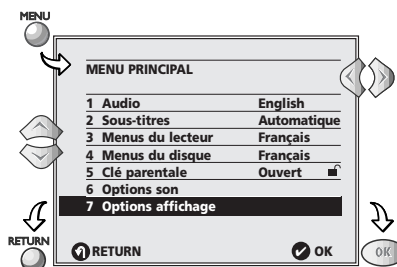 MENU
MENU PRINCIPAL
1 Audio English
2 Sous-titres Automatique
3 Menus du lecteur Français
4 Menus du disque Français
5 Clé parentale Ouvert
6 Options son
7 Options affichage
RETURN
RETURN
OK
OK